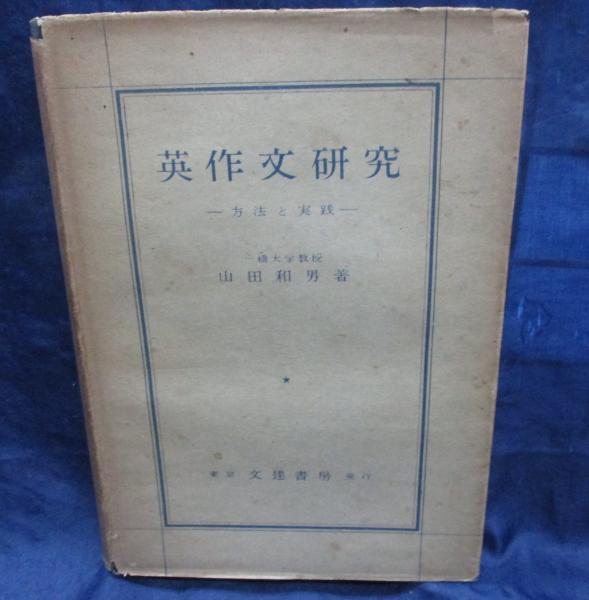 英作文研究
―方法と実践―
一橋大学教授
山田和男著
東京 文建書房 発行